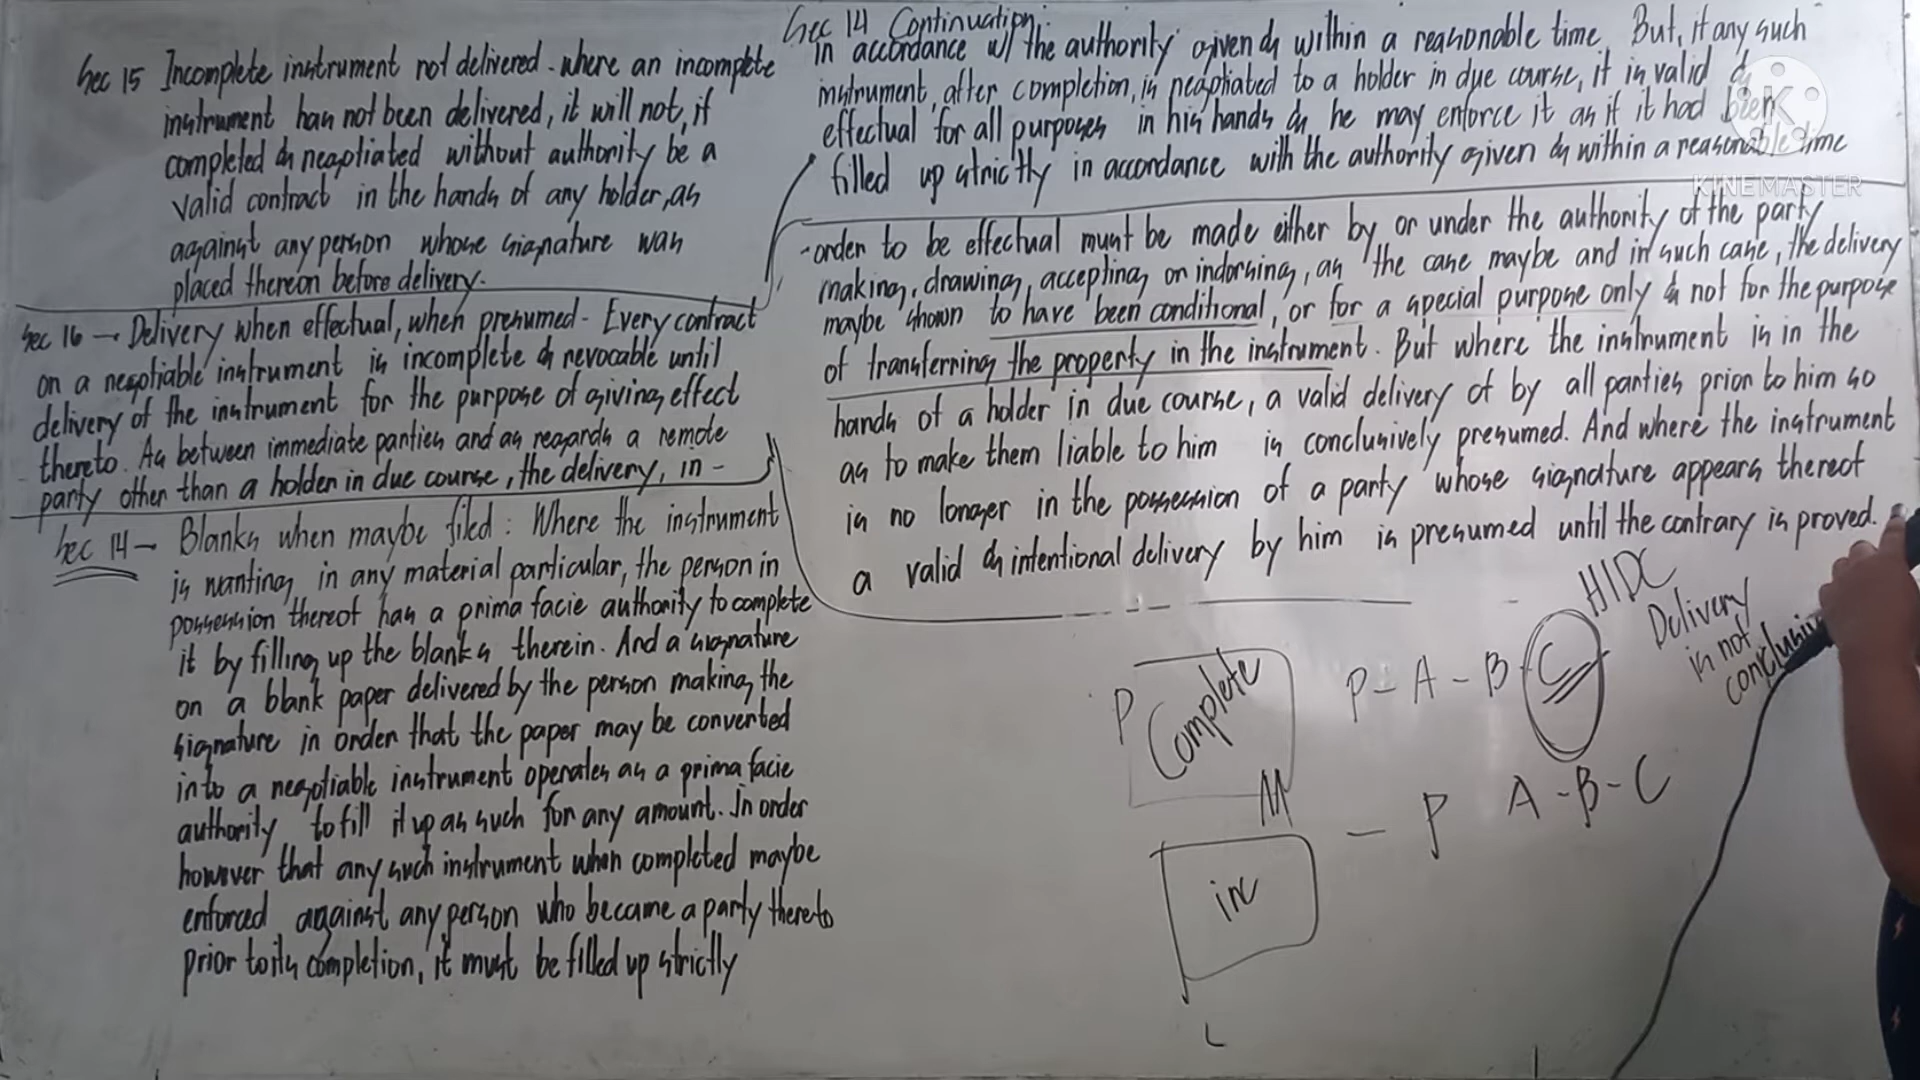 Sec 15 Incomplete instrument not delivered - where an incomplete
instrument has not been delivered, it will not, if
completed & negotiated without authority be a
valid contract in the hands of any holder, as
against any person whose signature was
placed thereon before delivery.
Sec 16 - Delivery when effectual, when presumed - Every contract
on a negotiable instrument is incomplete & revocable until
delivery of the instrument for the purpose of giving effect
thereto. As between immediate parties and as regards a remote
party other than a holder in due course, the delivery, in -
Sec 14 - Blanks when maybe filed: Where the instrument
is wanting in any material particular, the person in
possession thereof has a prima facie authority to complete
it by filling up the blanks therein. And a signature
on a blank paper delivered by the person making the
signature in order that the paper may be converted
into a negotiable instrument operates as a prima facie
authority to fill it up as such for any amount. In order
however that any such instrument when completed maybe
enforced against any person who became a party thereto
prior to its completion, it must be filled up strictly
Sec 14 Continuation:
in accordance w/ the authority given & within a reasonable time. But, if any such
instrument, after completion, is negotiated to a holder in due course, it is valid &
effectual for all purposes in his hands & he may enforce it as if it had been
filled up strictly in accordance with the authority given & within a reasonable time
KINEMASTER
-order to be effectual must be made either by or under the authority of the party
making, drawing, accepting or indorsing, as the case maybe and in such case, the delivery
maybe shown to have been conditional, or for a special purpose only & not for the purpose
of transferring the property in the instrument. But where the instrument is in the
hands of a holder in due course, a valid delivery of by all parties prior to him so
as to make them liable to him is conclusively presumed. And where the instrument
is no longer in the possession of a party whose signature appears thereof
a valid & intentional delivery by him is presumed until the contrary is proved.
P Complete
M
P - A - B - C
HIDC
Delivery
is not
- P A - B - C
inc
L